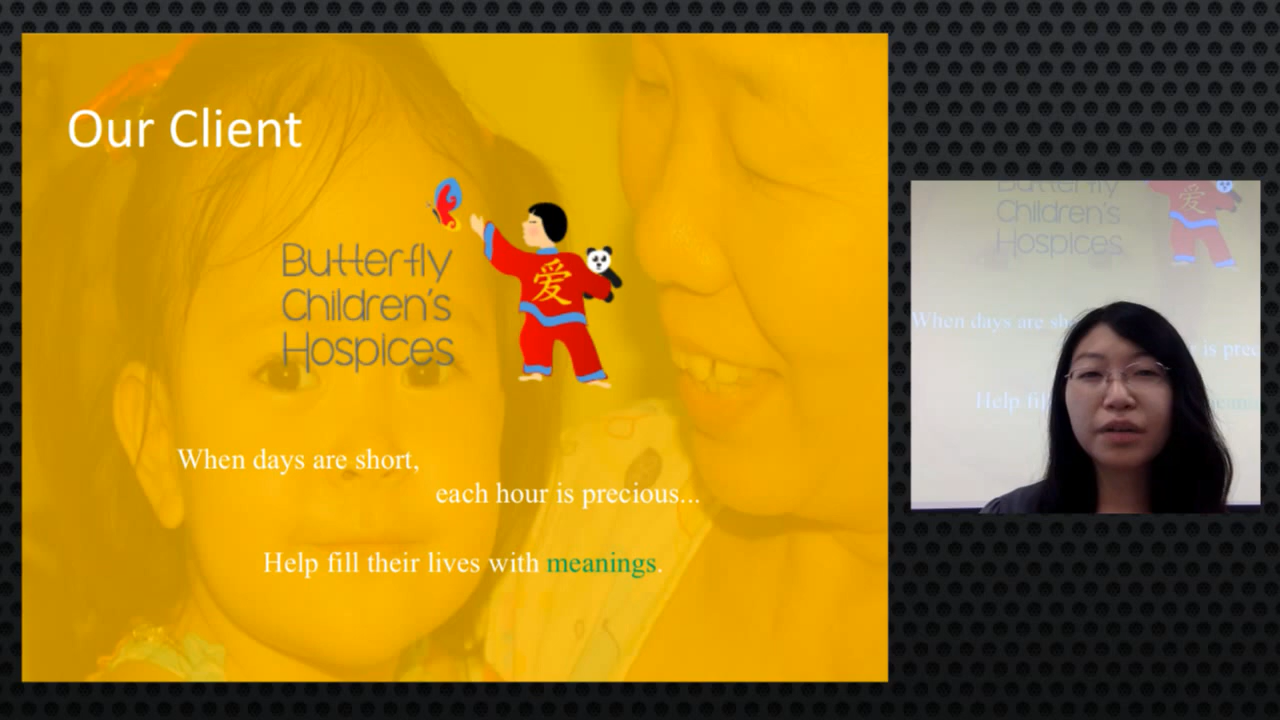 Our Client
Butterfly
Children's
Hospices
爱
When days are short,
each hour is precious...
Help fill their lives with meanings.
Butterfly
Children's
Hospices
爱
When days are sh
is prec
Help fil
meanin